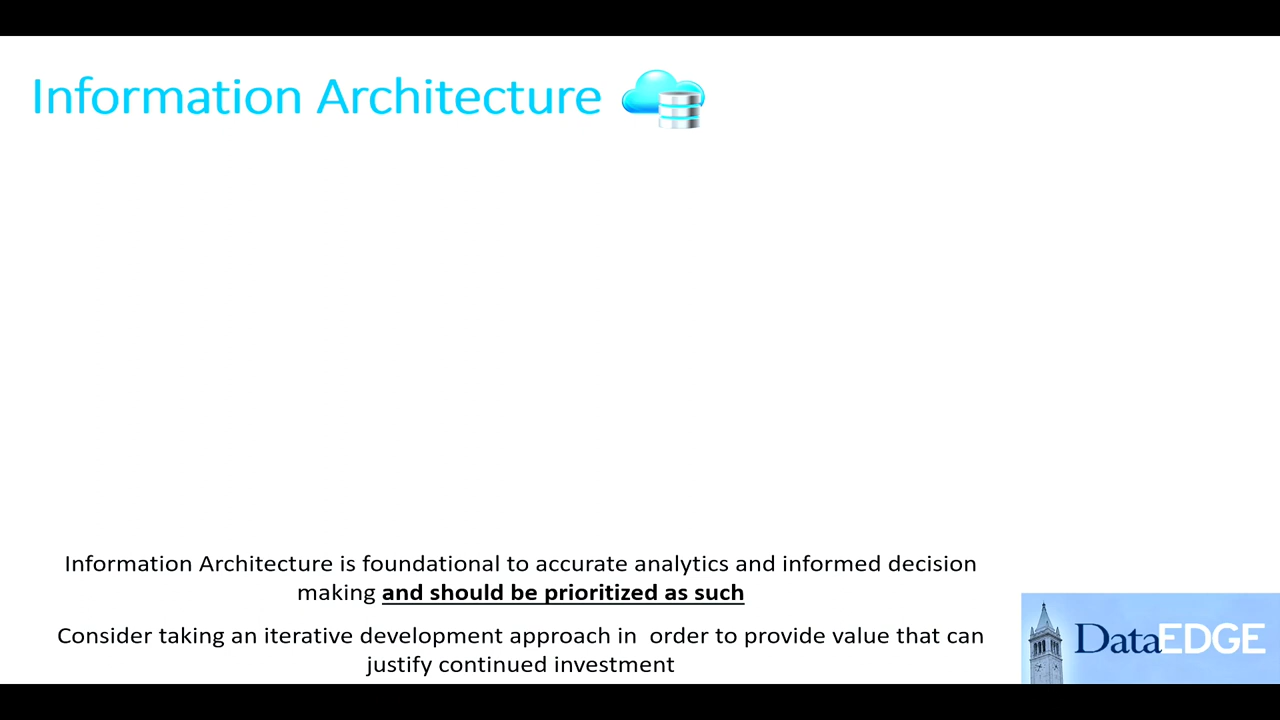 Information Architecture
Information Architecture is foundational to accurate analytics and informed decision
making and should be prioritized as such
Consider taking an iterative development approach in  order to provide value that can
justify continued investment
DataEDGE